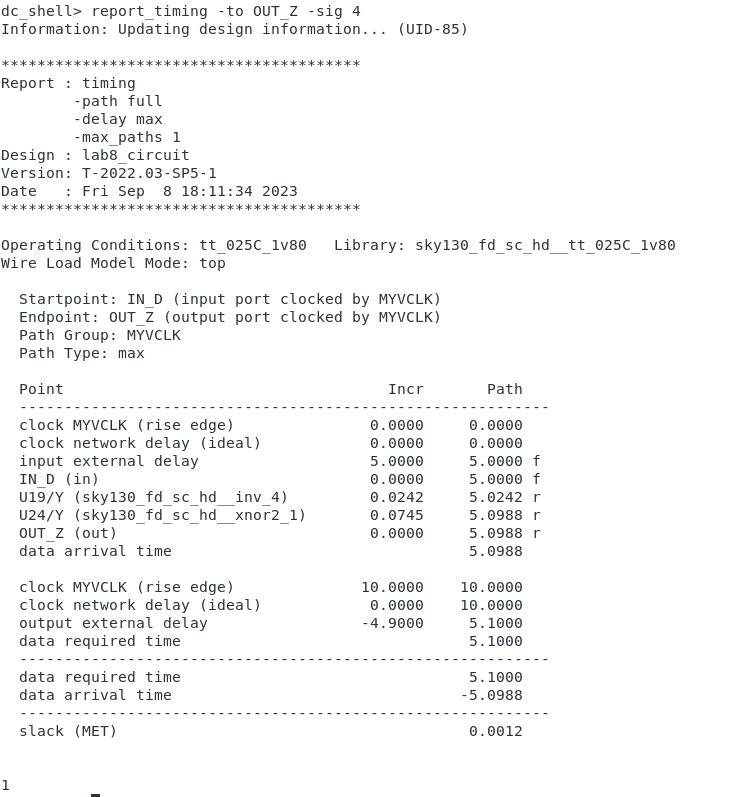 dc_shell> report_timing -to OUT_Z -sig 4
Information: Updating design information... (UID-85)
****************************************
Report : timing
-path full
-delay max
-max_paths 1
Design : lab8_circuit
Version: T-2022.03-SP5-1
Date   : Fri Sep  8 18:11:34 2023
****************************************
Operating Conditions: tt_025C_1v80   Library: sky130_fd_sc_hd__tt_025C_1v80
Wire Load Model Mode: top
Startpoint: IN_D (input port clocked by MYVCLK)
Endpoint: OUT_Z (output port clocked by MYVCLK)
Path Group: MYVCLK
Path Type: max
Point                                    Incr       Path
-----------------------------------------------------------
clock MYVCLK (rise edge)               0.0000     0.0000
clock network delay (ideal)            0.0000     0.0000
input external delay                   5.0000     5.0000 f
IN_D (in)                              0.0000     5.0000 f
U19/Y (sky130_fd_sc_hd__inv_4)         0.0242     5.0242 r
U24/Y (sky130_fd_sc_hd__xnor2_1)       0.0745     5.0988 r
OUT_Z (out)                            0.0000     5.0988 r
data arrival time                                 5.0988
clock MYVCLK (rise edge)              10.0000    10.0000
clock network delay (ideal)            0.0000    10.0000
output external delay                 -4.9000     5.1000
data required time                                5.1000
-----------------------------------------------------------
data required time                                5.1000
data arrival time                                -5.0988
-----------------------------------------------------------
slack (MET)                                       0.0012
1